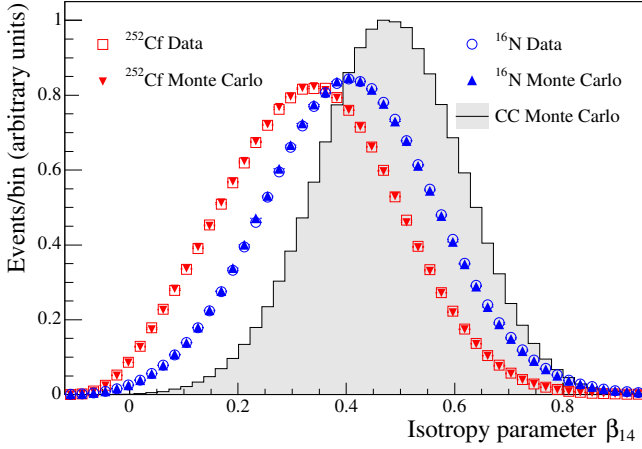 Events/bin (arbitrary units)
1
0.8
0.6
0.4
0.2
0
²⁵²Cf Data
²⁵²Cf Monte Carlo
¹⁶N Data
¹⁶N Monte Carlo
CC Monte Carlo
0 0.2 0.4 0.6 0.8
Isotropy parameter β₁₄